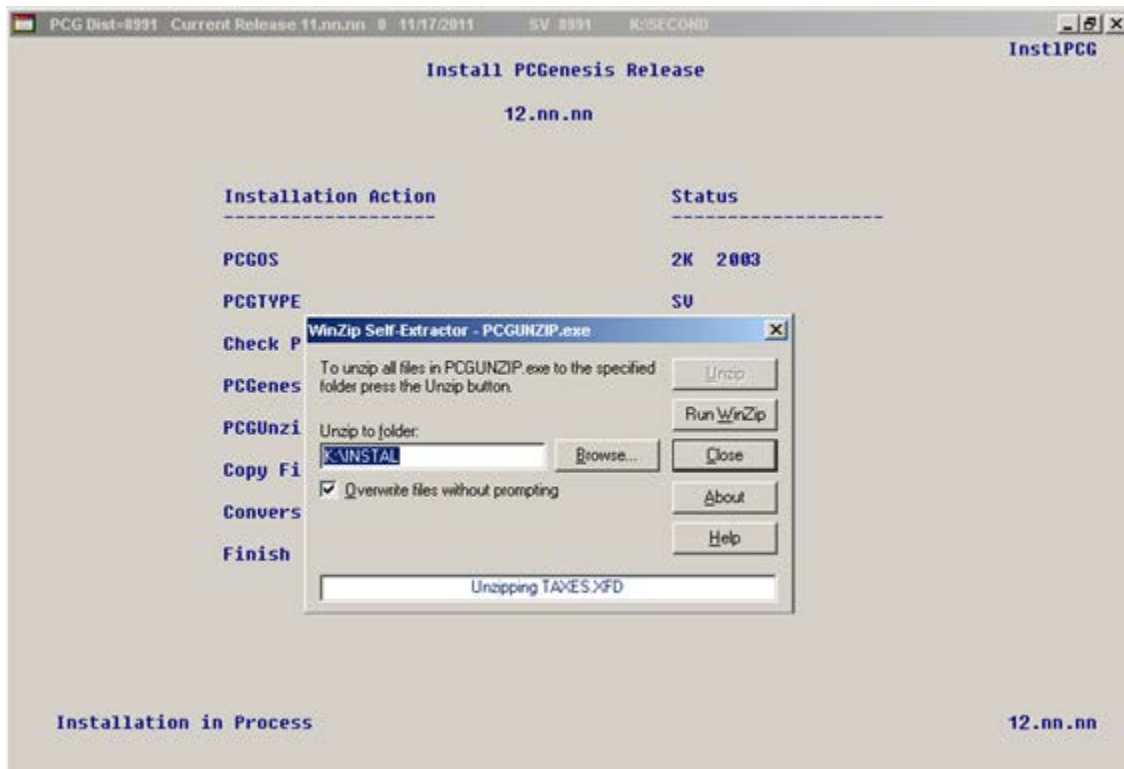 PCG Dist=8991 Current Release 11.nn.nn 0 11/17/2011 SV 8991 K:\SECOND
InstlPCG
Install PCGenesis Release
12.nn.nn
Installation Action Status
------------------- -------------------
PCGOS 2K 2003
PCGTYPE SV
WinZip Self-Extractor - PCGUNZIP.exe
Check P
To unzip all files in PCGUNZIP.exe to the specified
folder press the Unzip button.
Unzip
PCGenes
Run WinZip
PCGUnzi
Unzip to folder:
K:\INSTAL Browse... Close
Copy Fi
Overwrite files without prompting
About
Convers
Help
Finish
Unzipping TAXES.XFD
Installation in Process 12.nn.nn